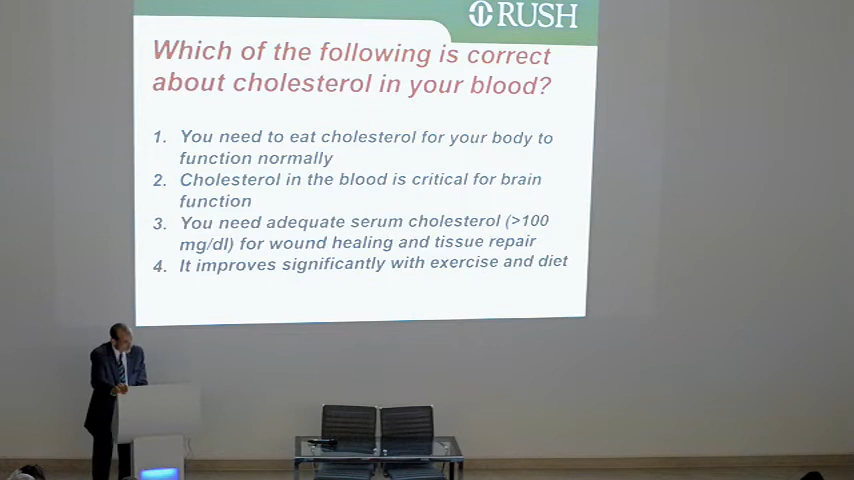 RUSH
Which of the following is correct
about cholesterol in your blood?
1. You need to eat cholesterol for your body to
function normally
2. Cholesterol in the blood is critical for brain
function
3. You need adequate serum cholesterol (>100
mg/dl) for wound healing and tissue repair
4. It improves significantly with exercise and diet